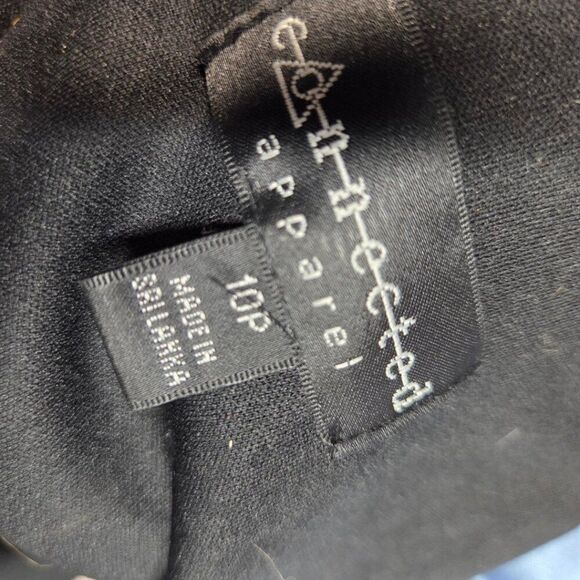 connected
apparel
10P
MADE IN
SRI LANKA